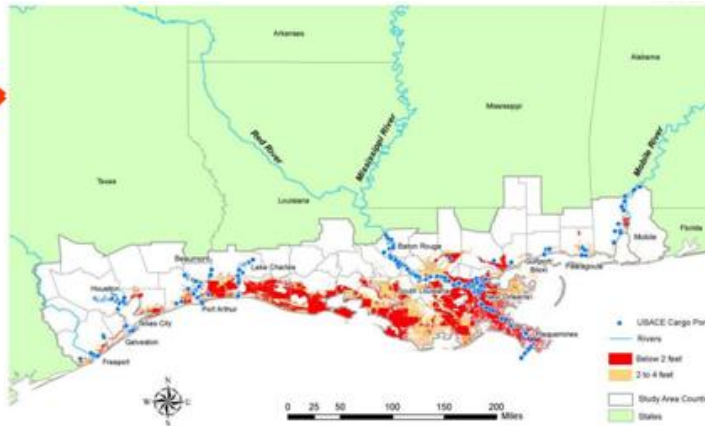 Arkansas
Alabama
Mississippi
Red River
Mississippi River
Mobile River
Texas
Louisiana
Baton Rouge
Mobile
Florida
Beaumont
Lake Charles
Biloxi
Pascagoula
Houston
Port Arthur
Texas City
Plaquemines
Galveston
Freeport
USACE Cargo Por
Rivers
Below 2 feet
2 to 4 feet
Study Area Counti
States
N
W
E
S
0 25 50 100 150 200
Miles